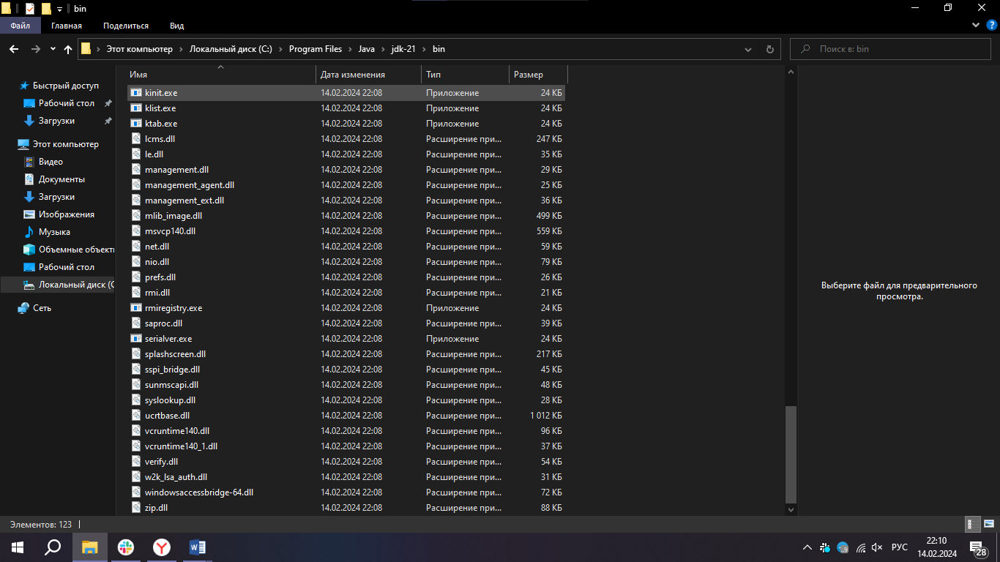 bin
Файл Главная Поделиться Вид
Этот компьютер Локальный диск (C:) Program Files Java jdk-21 bin
Поиск в: bin
Быстрый доступ
Рабочий стол
Загрузки
Этот компьютер
Видео
Документы
Загрузки
Изображения
Музыка
Объемные объекты
Рабочий стол
Локальный диск (C
Сеть
Имя Дата изменения Тип Размер
kinit.exe 14.02.2024 22:08 Приложение 24 КБ
klist.exe 14.02.2024 22:08 Приложение 24 КБ
ktab.exe 14.02.2024 22:08 Приложение 24 КБ
lcms.dll 14.02.2024 22:08 Расширение при... 247 КБ
le.dll 14.02.2024 22:08 Расширение при... 35 КБ
management.dll 14.02.2024 22:08 Расширение при... 29 КБ
management_agent.dll 14.02.2024 22:08 Расширение при... 25 КБ
management_ext.dll 14.02.2024 22:08 Расширение при... 36 КБ
mlib_image.dll 14.02.2024 22:08 Расширение при... 499 КБ
msvcp140.dll 14.02.2024 22:08 Расширение при... 559 КБ
net.dll 14.02.2024 22:08 Расширение при... 59 КБ
nio.dll 14.02.2024 22:08 Расширение при... 79 КБ
prefs.dll 14.02.2024 22:08 Расширение при... 26 КБ
rmi.dll 14.02.2024 22:08 Расширение при... 21 КБ
rmiregistry.exe 14.02.2024 22:08 Приложение 24 КБ
saproc.dll 14.02.2024 22:08 Расширение при... 39 КБ
serialver.exe 14.02.2024 22:08 Приложение 24 КБ
splashscreen.dll 14.02.2024 22:08 Расширение при... 217 КБ
sspi_bridge.dll 14.02.2024 22:08 Расширение при... 45 КБ
sunmscapi.dll 14.02.2024 22:08 Расширение при... 48 КБ
syslookup.dll 14.02.2024 22:08 Расширение при... 28 КБ
ucrtbase.dll 14.02.2024 22:08 Расширение при... 1 012 КБ
vcruntime140.dll 14.02.2024 22:08 Расширение при... 96 КБ
vcruntime140_1.dll 14.02.2024 22:08 Расширение при... 37 КБ
verify.dll 14.02.2024 22:08 Расширение при... 54 КБ
w2k_lsa_auth.dll 14.02.2024 22:08 Расширение при... 31 КБ
windowsaccessbridge-64.dll 14.02.2024 22:08 Расширение при... 72 КБ
zip.dll 14.02.2024 22:08 Расширение при... 88 КБ
Выберите файл для предварительного
просмотра.
Элементов: 123
РУС
22:10
14.02.2024
28